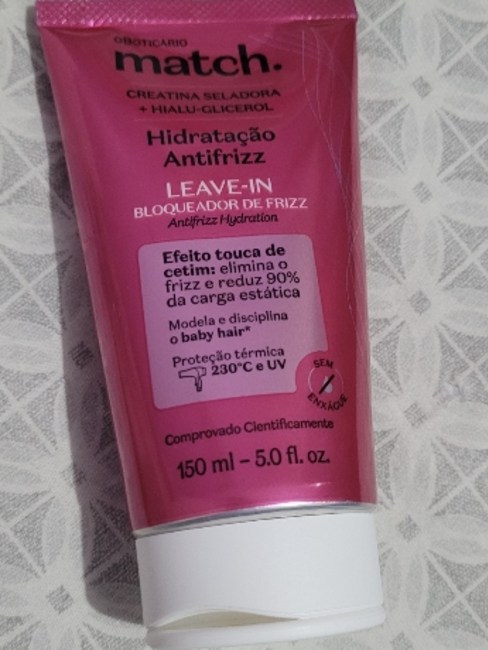 oBOTICÁRIO
match.
CREATINA SELADORA
+ HIALU-GLICEROL
Hidratação
Antifrizz
LEAVE-IN
BLOQUEADOR DE FRIZZ
Antifrizz Hydration
Efeito touca de
cetim: elimina o
frizz e reduz 90%
da carga estática
Modela e disciplina
o baby hair*
Proteção térmica
230°C e UV
SEM
ENXÁGUE
Comprovado Cientificamente
150 ml - 5.0 fl. oz.